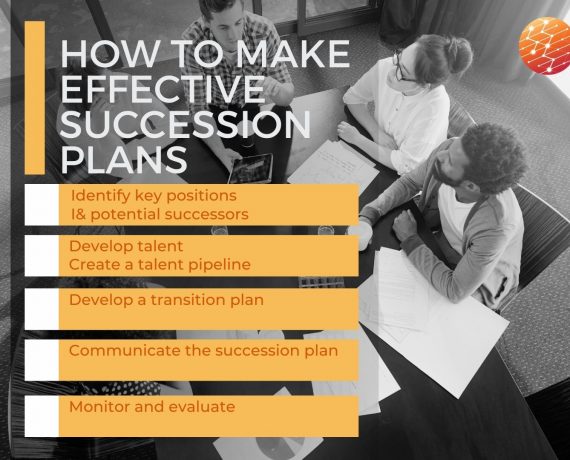 HOW TO MAKE
EFFECTIVE
SUCCESSION
PLANS
Identify key positions
I& potential successors
Develop talent
Create a talent pipeline
Develop a transition plan
Communicate the succession plan
Monitor and evaluate